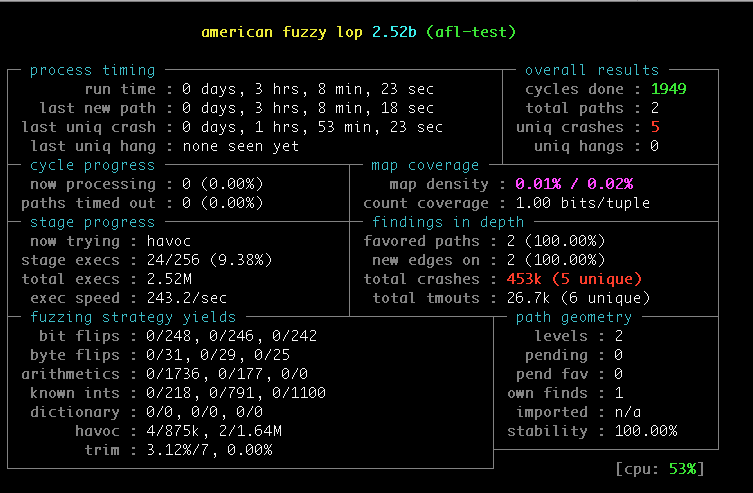 american fuzzy lop 2.52b (afl-test)
process timing overall results
run time : 0 days, 3 hrs, 8 min, 23 sec cycles done : 1949
last new path : 0 days, 3 hrs, 8 min, 18 sec total paths : 2
last uniq crash : 0 days, 1 hrs, 53 min, 23 sec uniq crashes : 5
last uniq hang : none seen yet uniq hangs : 0
cycle progress map coverage
now processing : 0 (0.00%) map density : 0.01% / 0.02%
paths timed out : 0 (0.00%) count coverage : 1.00 bits/tuple
stage progress findings in depth
now trying : havoc favored paths : 2 (100.00%)
stage execs : 24/256 (9.38%) new edges on : 2 (100.00%)
total execs : 2.52M total crashes : 453k (5 unique)
exec speed : 243.2/sec total tmouts : 26.7k (6 unique)
fuzzing strategy yields path geometry
bit flips : 0/248, 0/246, 0/242 levels : 2
byte flips : 0/31, 0/29, 0/25 pending : 0
arithmetics : 0/1736, 0/177, 0/0 pend fav : 0
known ints : 0/218, 0/791, 0/1100 own finds : 1
dictionary : 0/0, 0/0, 0/0 imported : n/a
havoc : 4/875k, 2/1.64M stability : 100.00%
trim : 3.12%/7, 0.00%
[cpu: 53%]